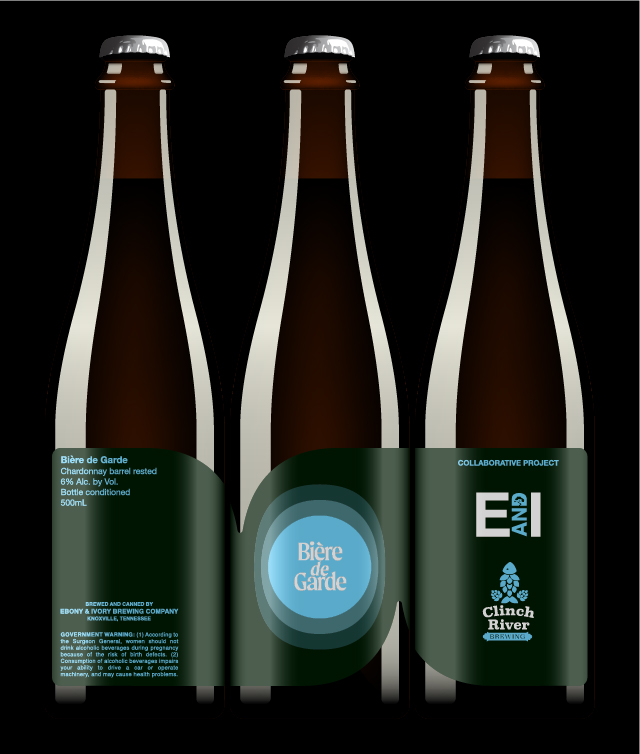 Bière de Garde
Chardonnay barrel rested
6% Alc. by Vol.
Bottle conditioned
500mL
BREWED AND CANNED BY
EBONY & IVORY BREWING COMPANY
KNOXVILLE, TENNESSEE
GOVERNMENT WARNING: (1) According to
the Surgeon General, women should not
drink alcoholic beverages during pregnancy
because of the risk of birth defects. (2)
Consumption of alcoholic beverages impairs
your ability to drive a car or operate
machinery, and may cause health problems.
Bière
de
Garde
COLLABORATIVE PROJECT
E AND I
Clinch
River
BREWING